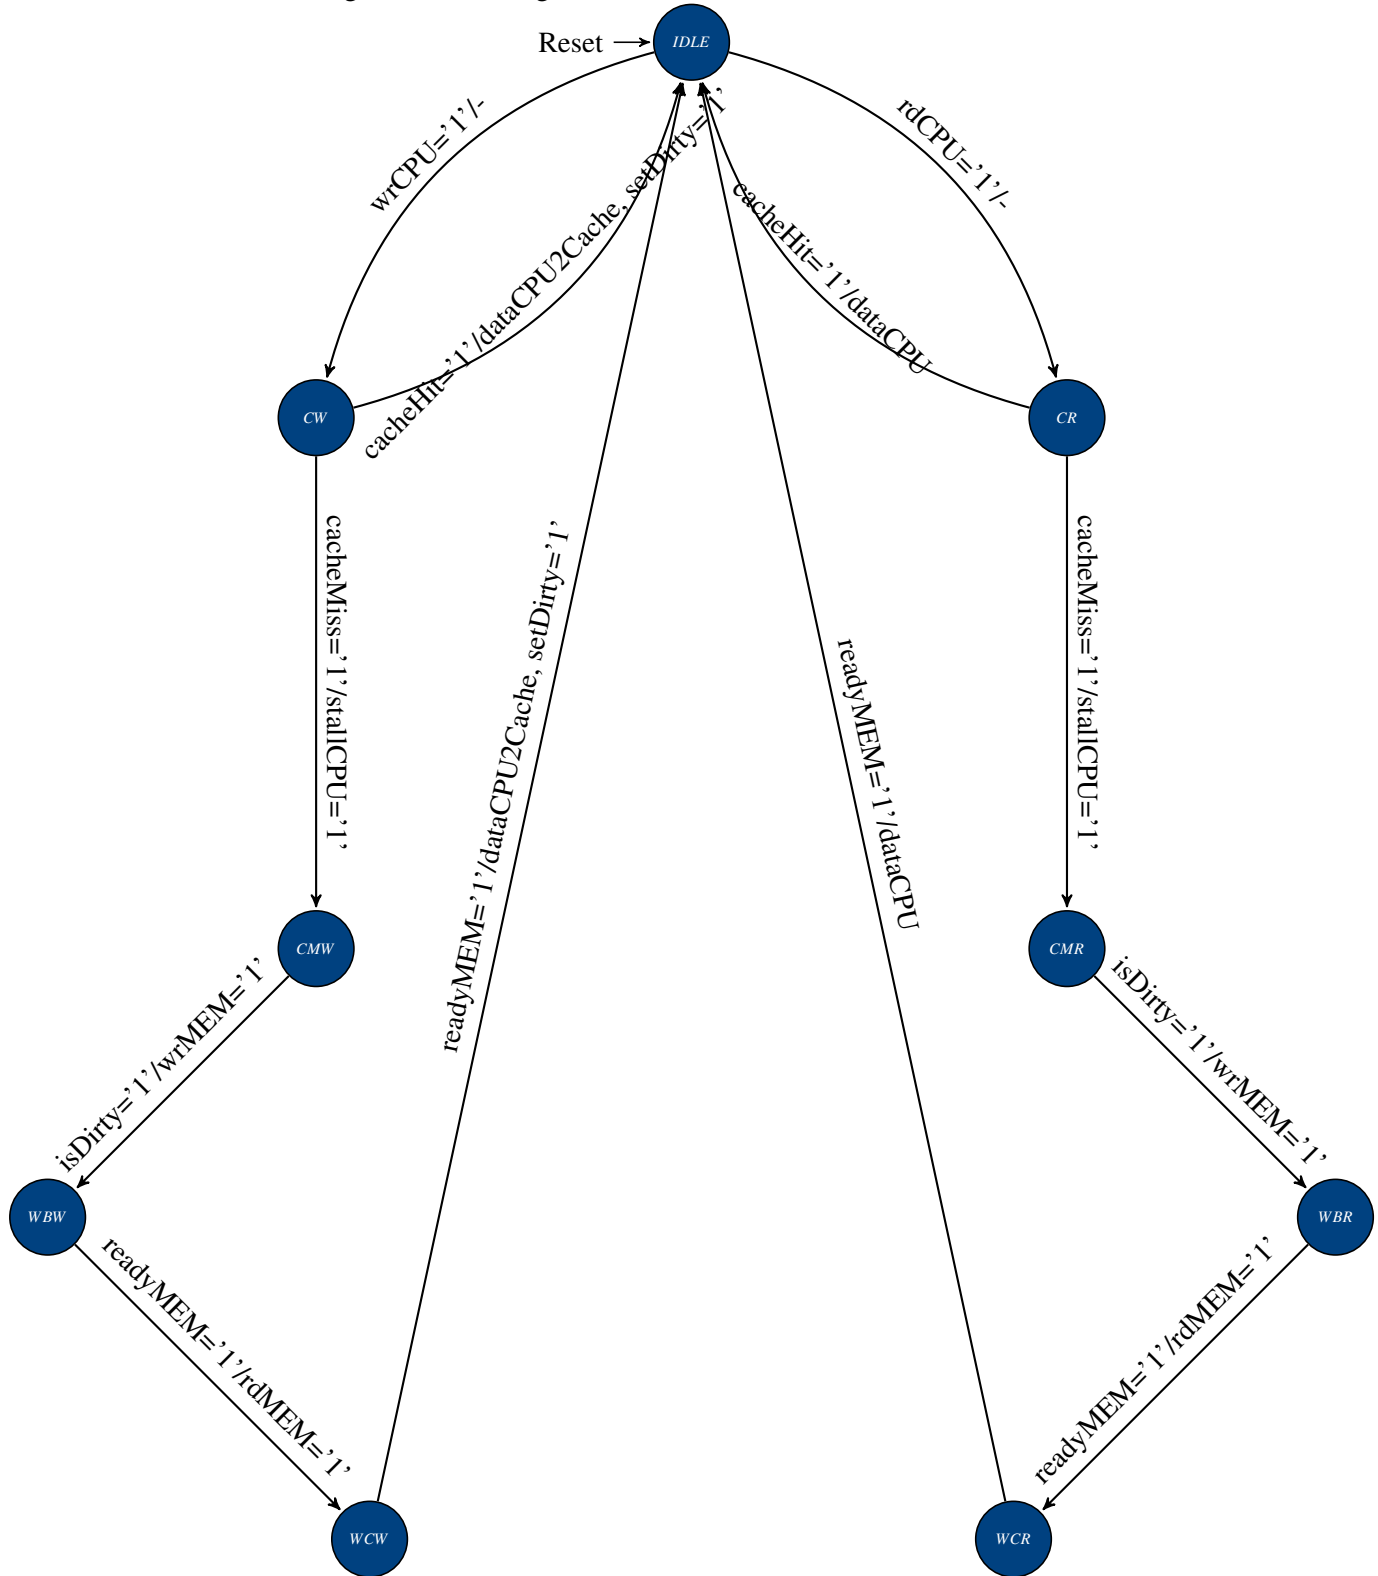 IDLE
Reset
wrCPU='1'/-
rdCPU='1'/-
cacheHit='1'/dataCPU2Cache, setDirty='1'
cacheHit='1'/dataCPU
CW
CR
cacheMiss='1'/stallCPU='1'
cacheMiss='1'/stallCPU='1'
readyMEM='1'/dataCPU2Cache, setDirty='1'
readyMEM='1'/dataCPU
CMW
CMR
isDirty='1'/wrMEM='1'
isDirty='1'/wrMEM='1'
WBW
WBR
readyMEM='1'/rdMEM='1'
readyMEM='1'/rdMEM='1'
WCW
WCR